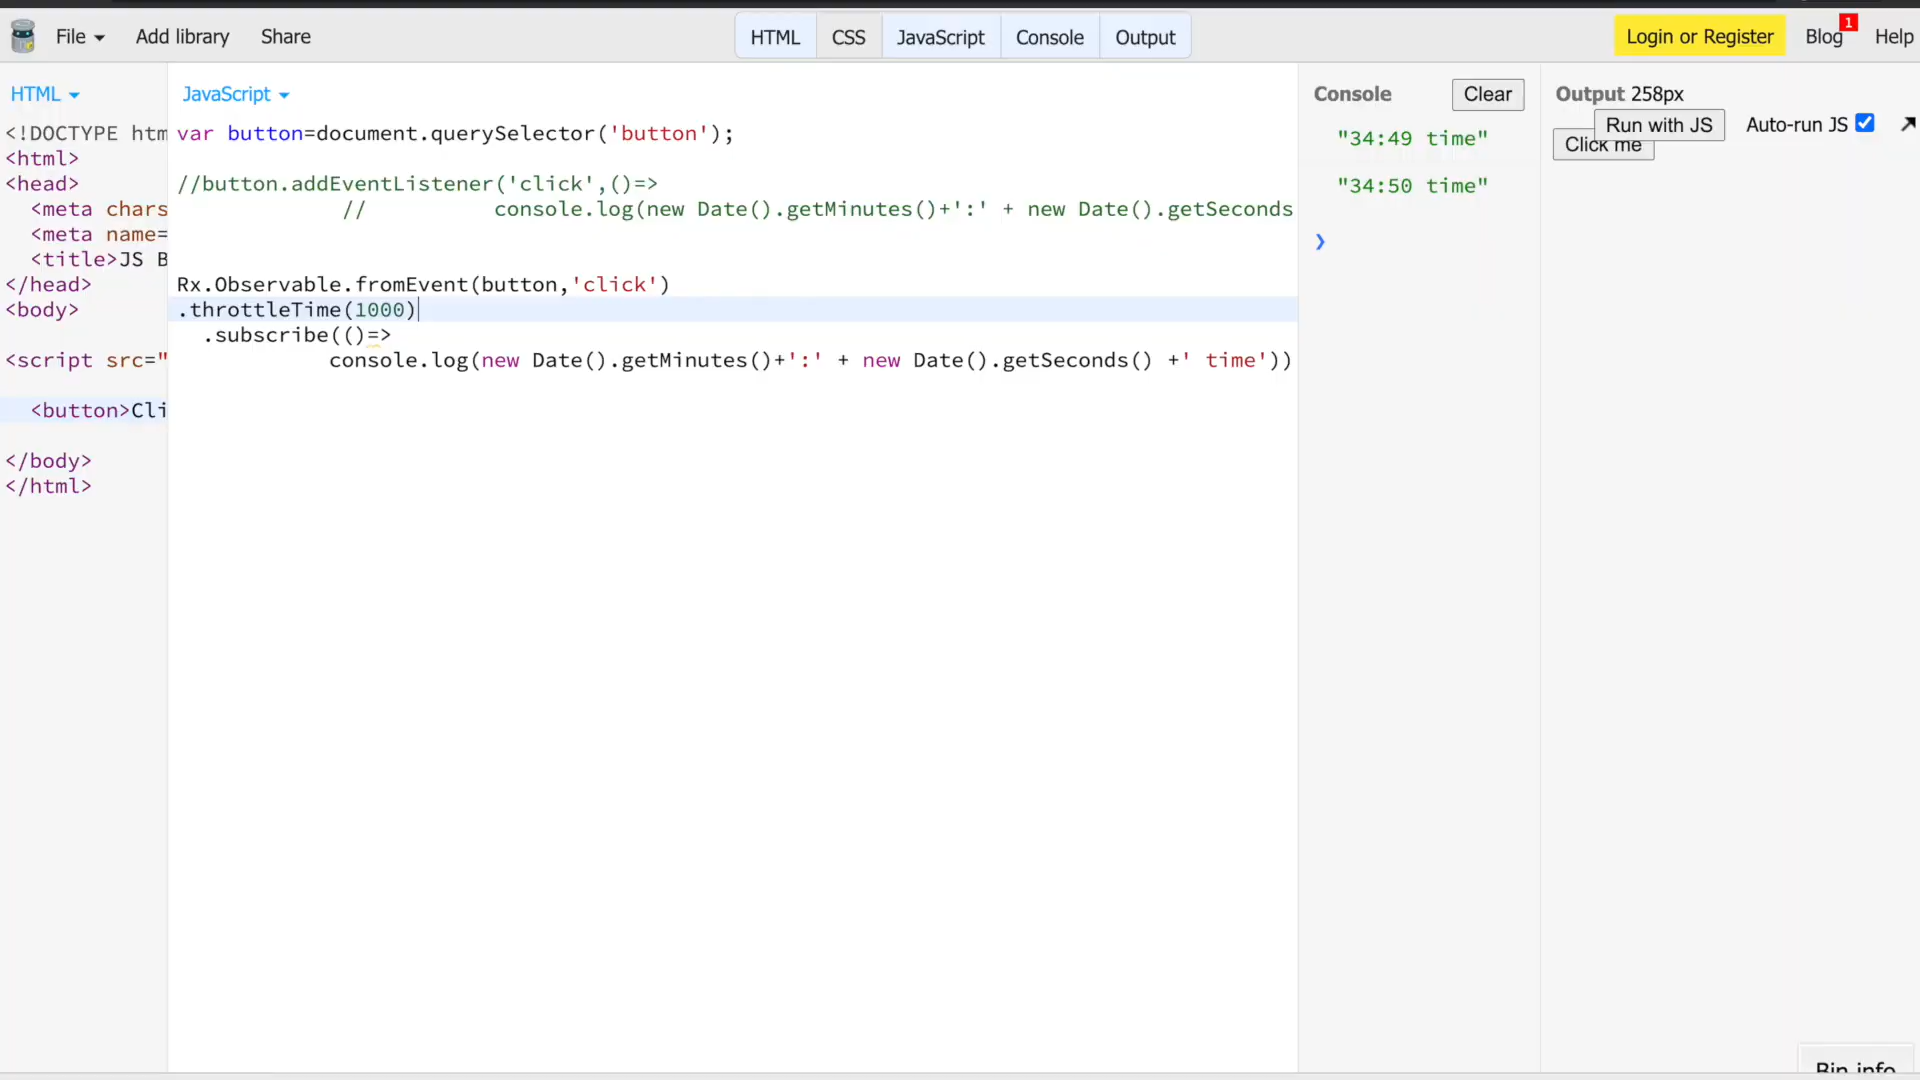 File Add library Share HTML CSS JavaScript Console Output Login or Register Blog 1 Help
HTML
<!DOCTYPE htm
<html>
<head>
<meta chars
<meta name=
<title>JS B
</head>
<body>
<script src="
<button>Cli
</body>
</html>
JavaScript
var button=document.querySelector('button');
//button.addEventListener('click',()=>
// console.log(new Date().getMinutes()+':' + new Date().getSeconds
Rx.Observable.fromEvent(button,'click')
.throttleTime(1000)
.subscribe(()=>
console.log(new Date().getMinutes()+':' + new Date().getSeconds() +' time'))
Console Clear
"34:49 time"
"34:50 time"
Output 258px
Run with JS Auto-run JS
Click me
Bin info